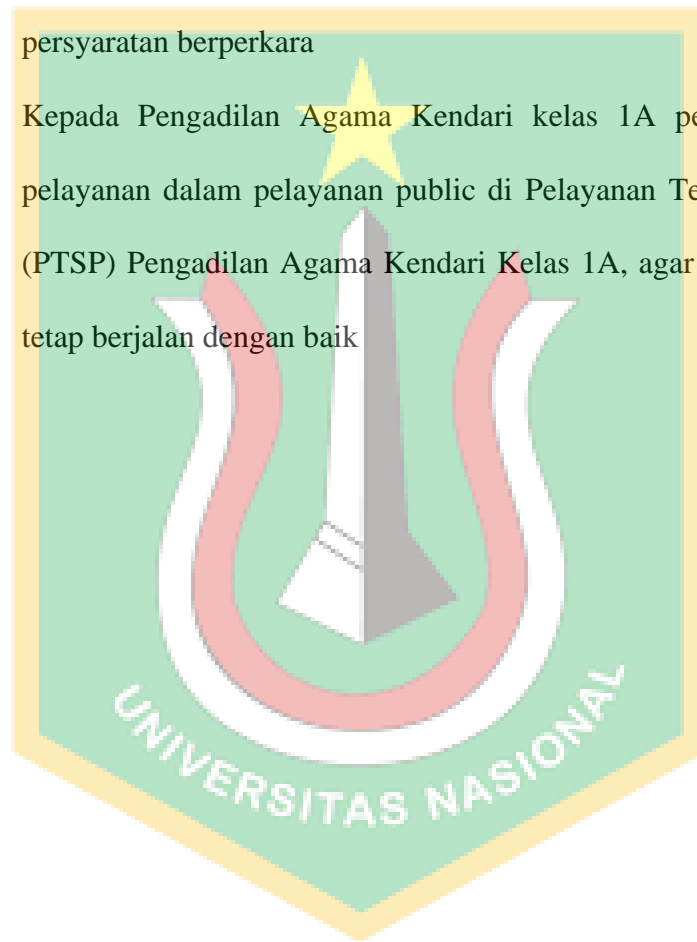 persyaratan berperkara
Kepada Pengadilan Agama Kendari kelas 1A
pelayanan dalam pelayanan public di Pelayanan
(PTSP) Pengadilan Agama Kendari Kelas 1A, agar
tetap berjalan dengan baik
UNIVERSITAS NASIONAL